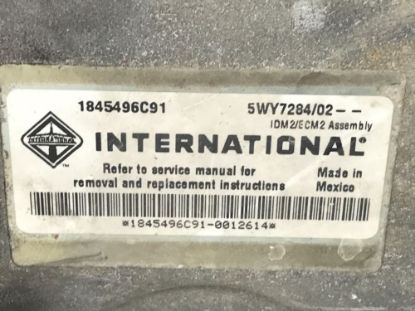 1845496C91 5WY7284/02--
IDM2/ECM2 Assembly
INTERNATIONAL®
Refer to service manual for Made in
removal and replacement instructions Mexico
*1845496C91-0012614*